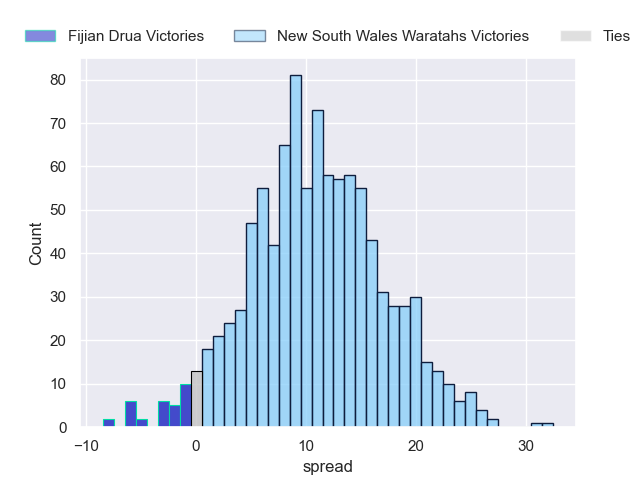 Fijian Drua Victories New South Wales Waratahs Victories Ties
80
70
60
50
40
30
20
10
0
Count
−10 0 10 20 30
spread